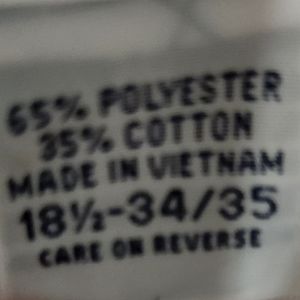 65% POLYESTER
35% COTTON
MADE IN VIETNAM
18½-34/35
CARE ON REVERSE